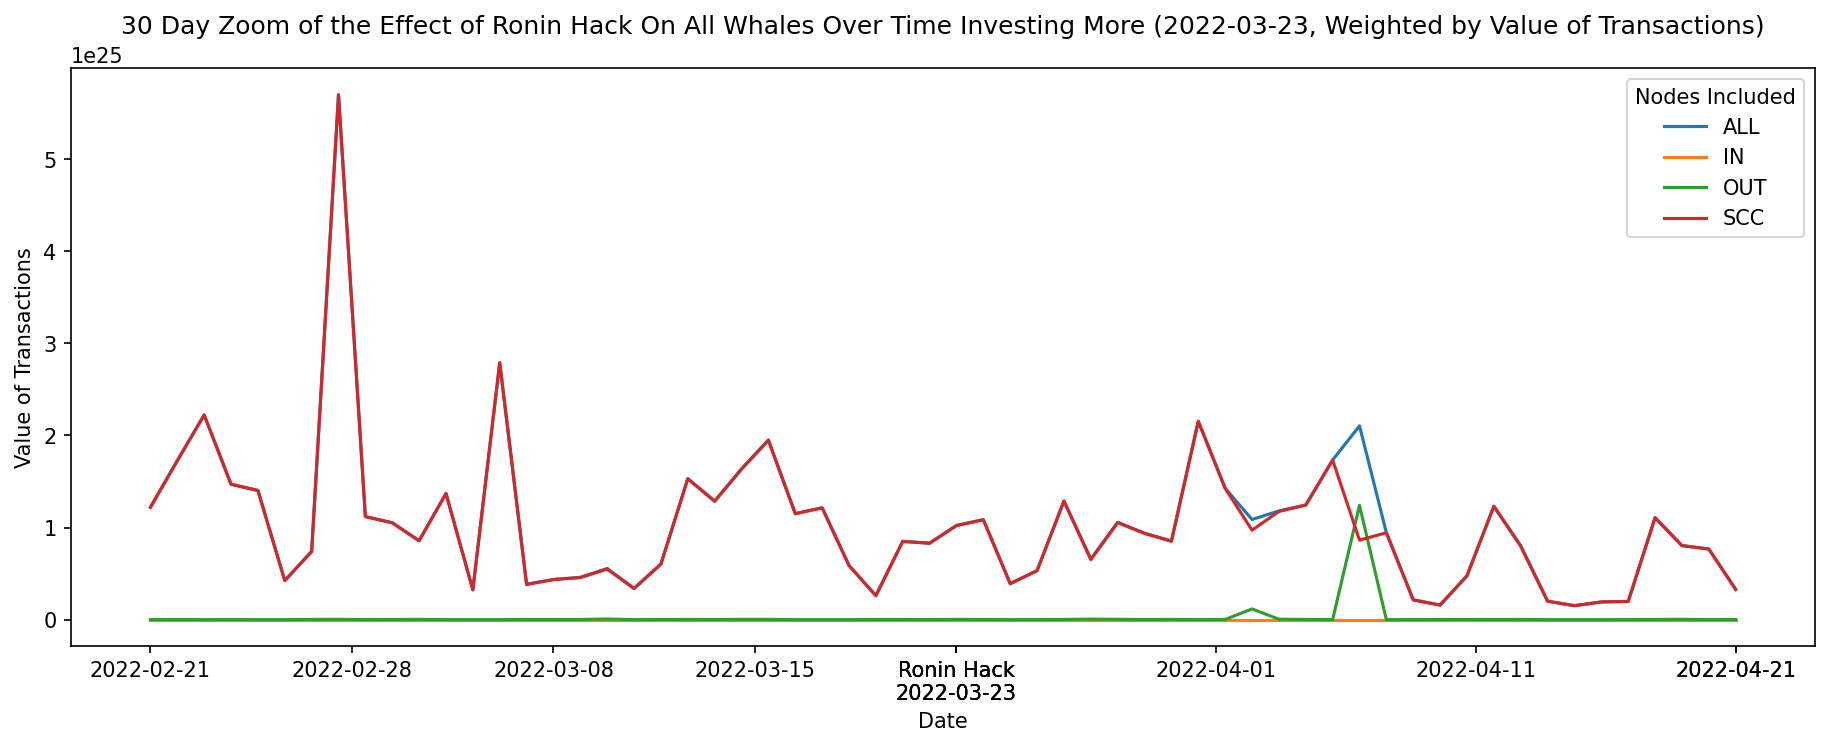 30 Day Zoom of the Effect of Ronin Hack On All Whales Over Time Investing More (2022-03-23, Weighted by Value of Transactions)
1e25
Nodes Included
ALL
IN
OUT
SCC
5
4
3
2
1
0
Value of Transactions
2022-02-21
2022-02-28
2022-03-08
2022-03-15
Ronin Hack
2022-03-23
2022-04-01
2022-04-11
2022-04-21
Date